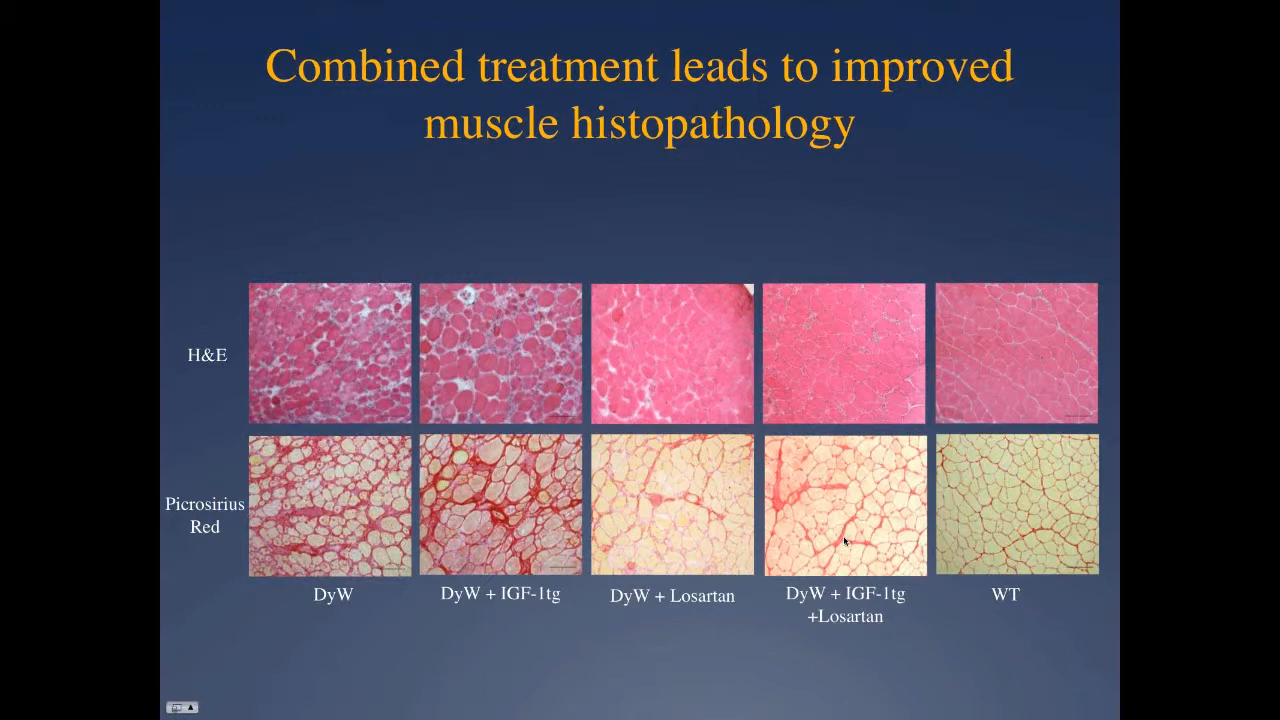 Combined treatment leads to improved
muscle histopathology
H&E
Picrosirius
Red
DyW
DyW + IGF-1tg
DyW + Losartan
DyW + IGF-1tg
+Losartan
WT